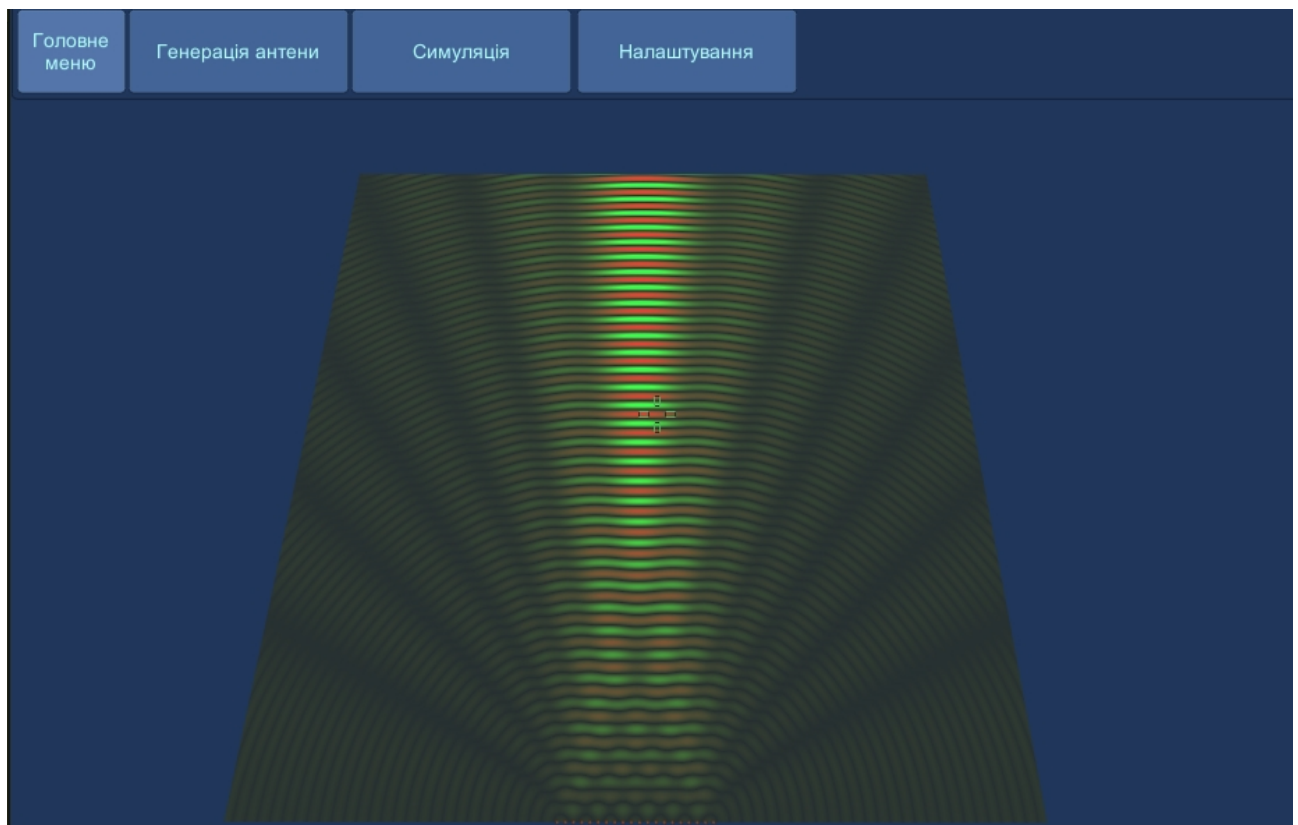 Головне
меню
Генерація антени
Симуляція
Налаштування